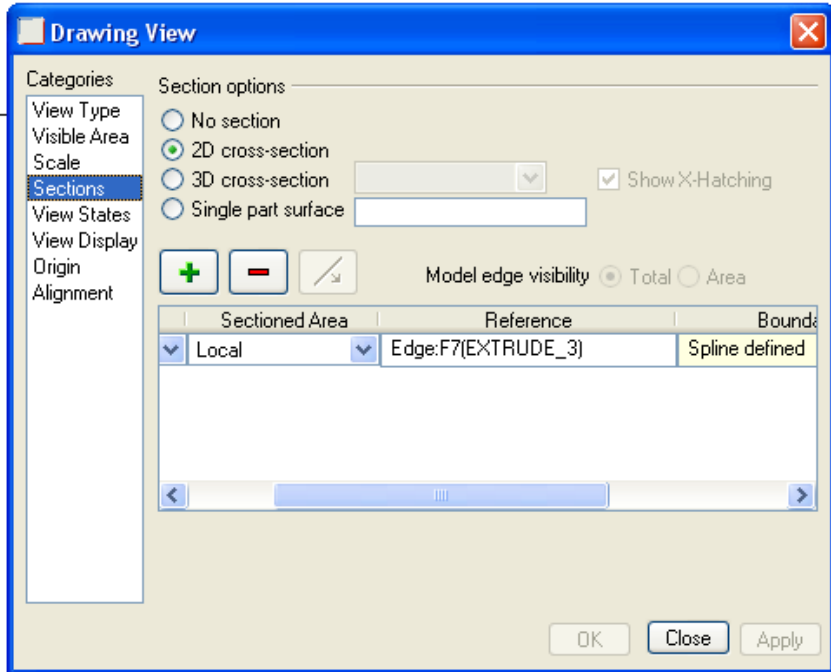 Drawing View
Categories
View Type
Visible Area
Scale
Sections
View States
View Display
Origin
Alignment
Section options
No section
2D cross-section
3D cross-section
Show X-Hatching
Single part surface
Model edge visibility Total Area
Sectioned Area Reference
Local Edge:F7(EXTRUDE_3) Spline defined
OK Close Apply